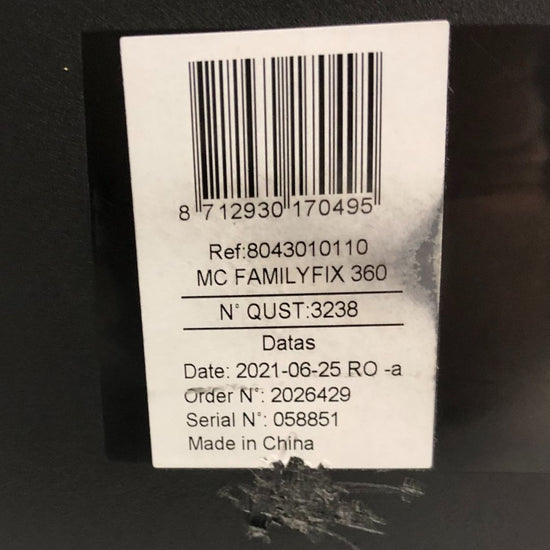 8 712930 170495
Ref:8043010110
MC FAMILYFIX 360
N° QUST:3238
Datas
Date: 2021-06-25 RO -a
Order N°: 2026429
Serial N°: 058851
Made in China